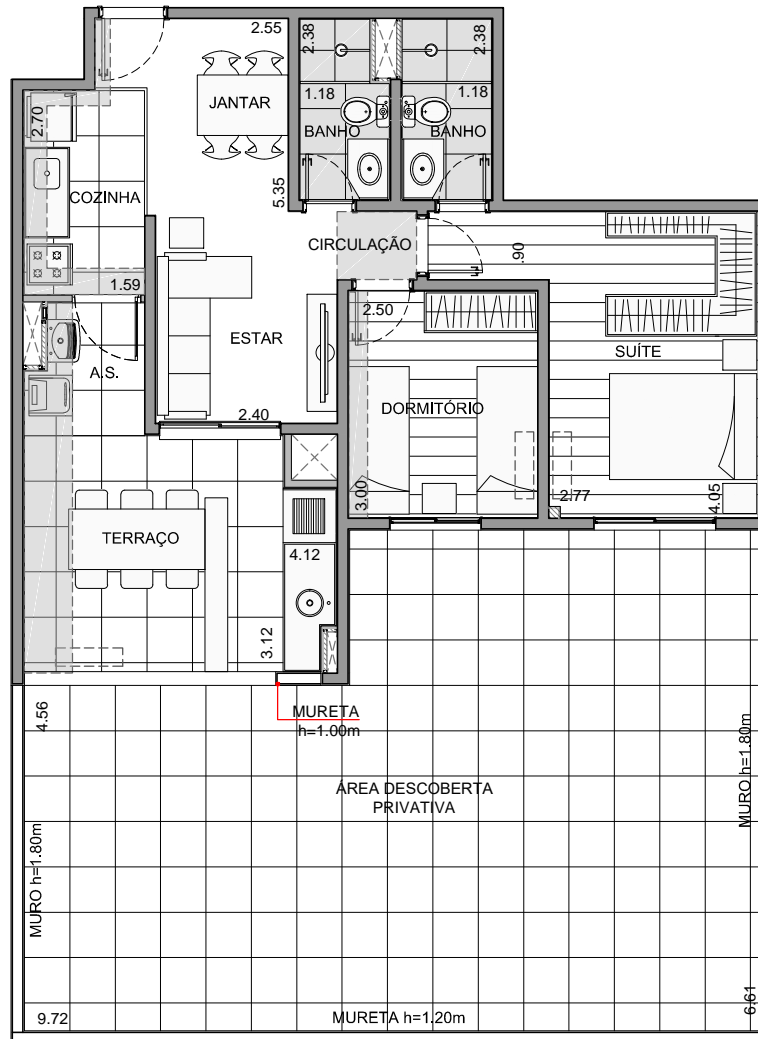 2.55
2.38
2.38
JANTAR
1.18
1.18
2.70
BANHO
BANHO
COZINHA
5.35
CIRCULAÇÃO
.90
1.59
2.50
ESTAR
SUÍTE
A.S.
2.40
DORMITÓRIO
3.00
2.77
4.05
TERRAÇO
4.12
3.12
4.56
MURETA
h=1.00m
MURO h=1.80m
ÁREA DESCOBERTA
PRIVATIVA
MURO h=1.80m
9.72
MURETA h=1.20m
6.61